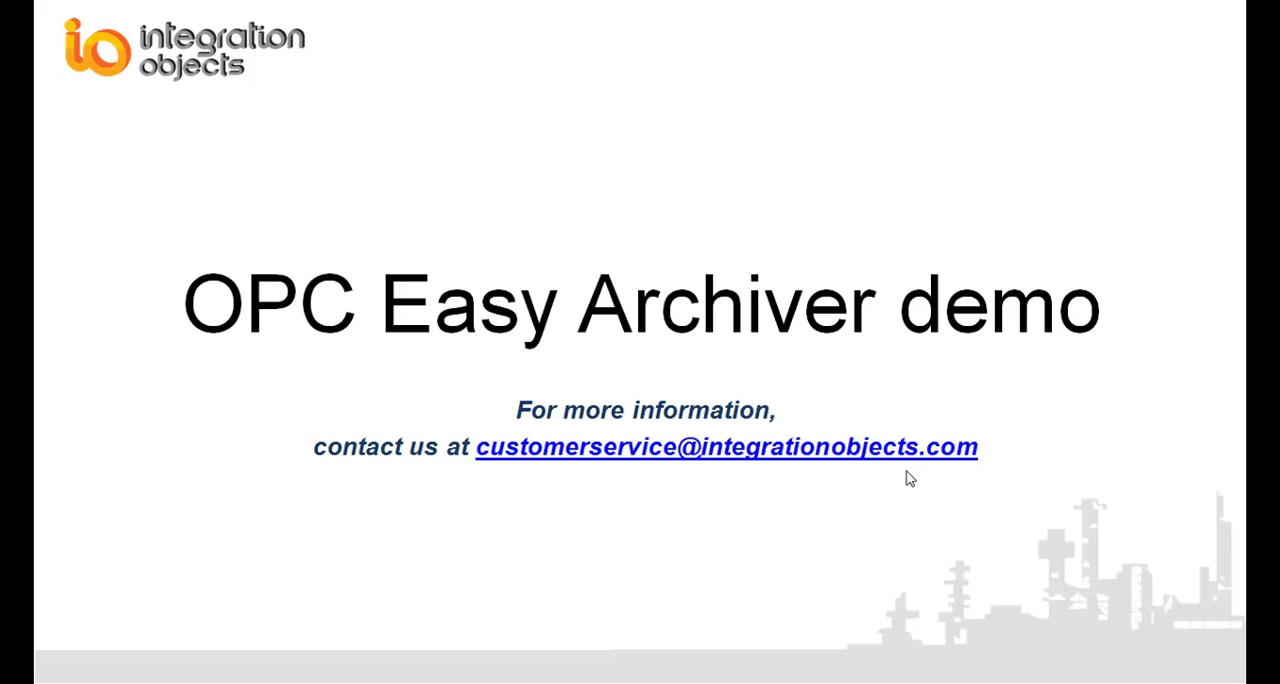 integration
objects
OPC Easy Archiver demo
For more information,
contact us at customerservice@integrationobjects.com